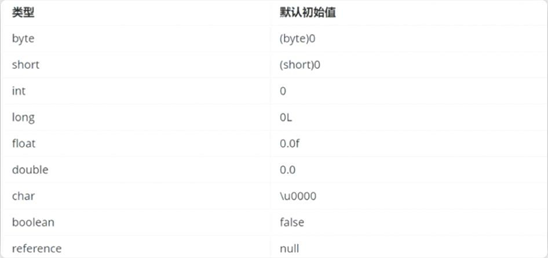 类型 默认初始值
byte (byte)0
short (short)0
int 0
long 0L
float 0.0f
double 0.0
char \u0000
boolean false
reference null